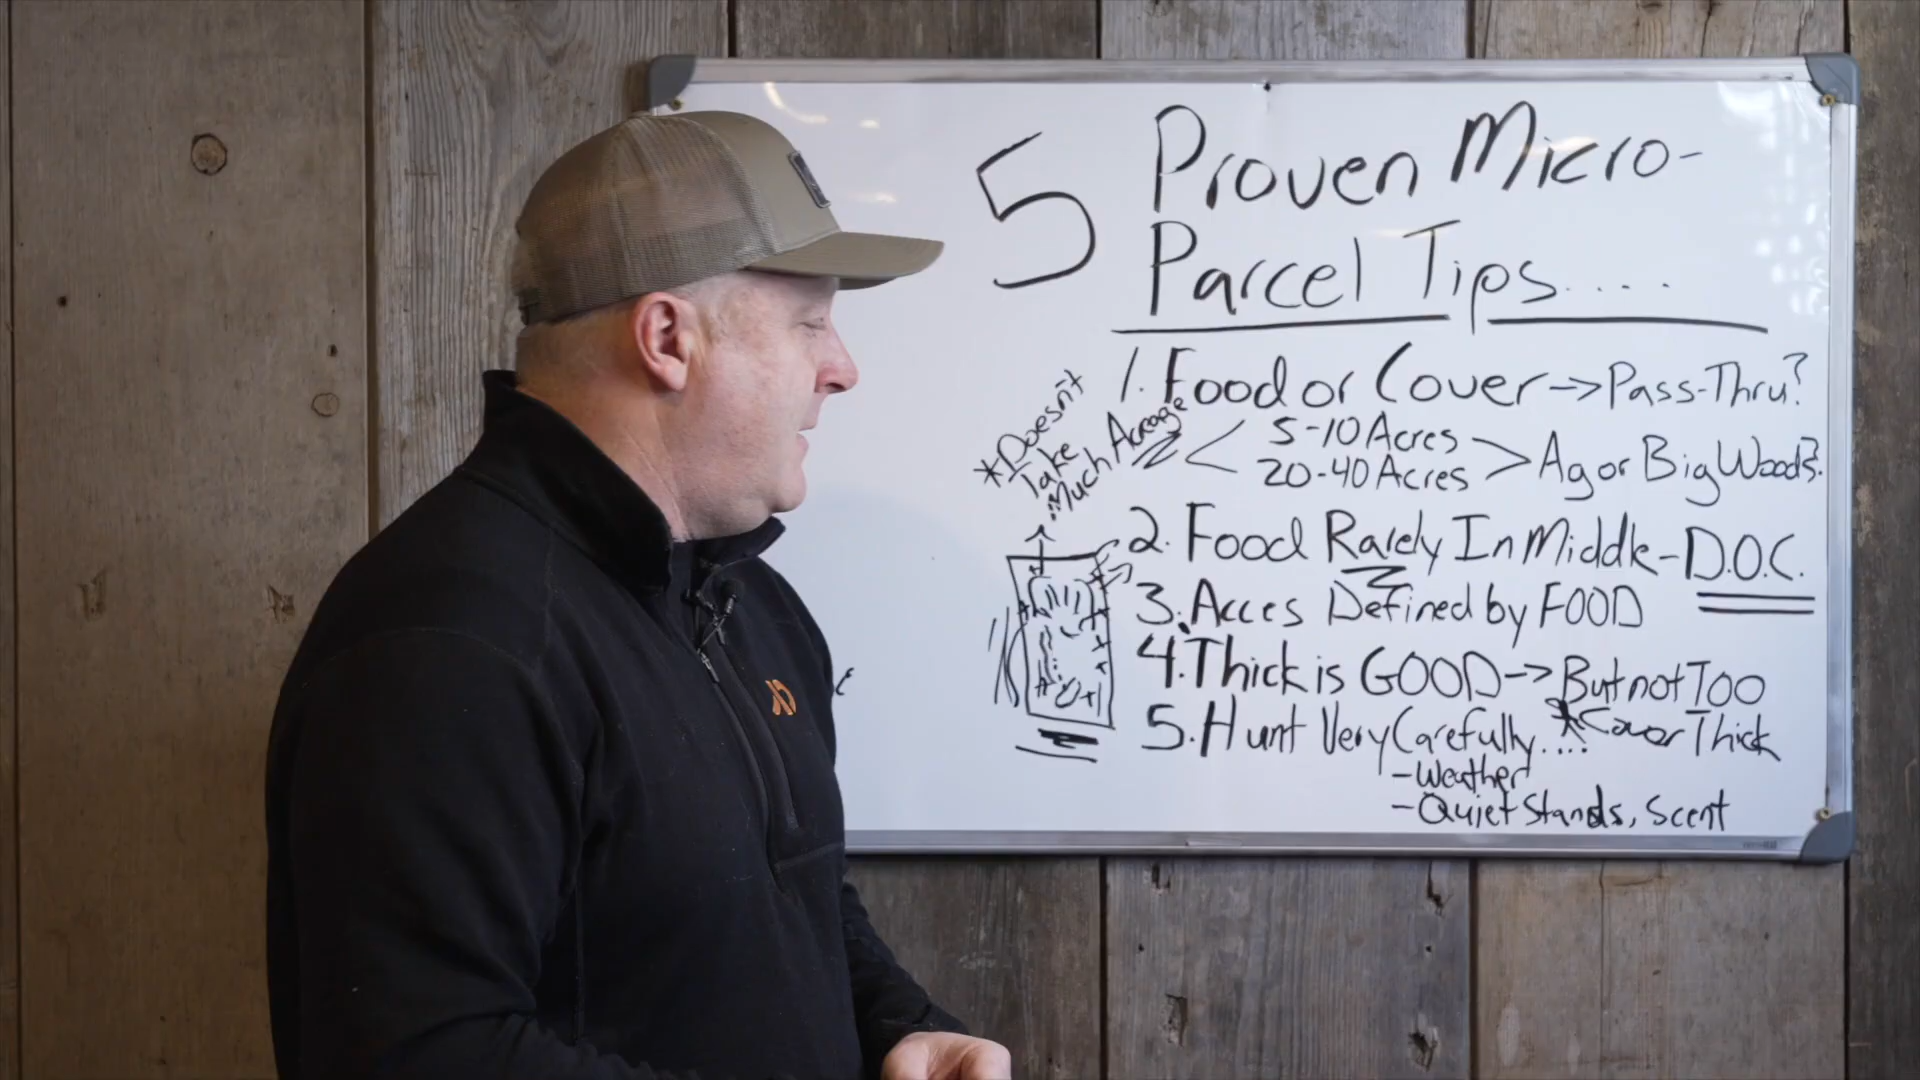 5 Proven Micro-
Parcel Tips.....
1. Food or Cover -> Pass-Thru?
*Doesn't
Take
Much Acreage
< 5-10 Acres
20-40 Acres > Ag or Big Woods?
2. Food Rarely In Middle - D.O.C.
3. Acces Defined by FOOD
4. Thick is GOOD -> But not Too
*Cover Thick
5. Hunt Very Carefully....
- Weather
- Quiet Stands, Scent